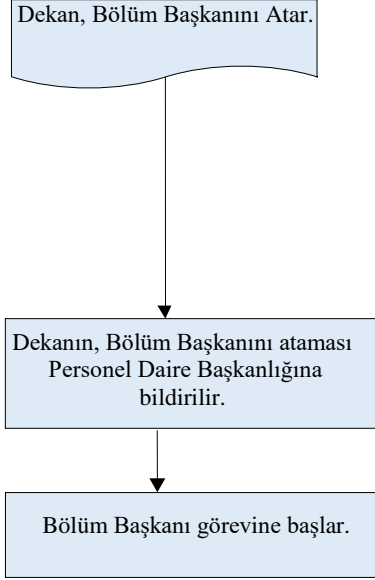 Dekan, Bölüm Başkanını Atar.
Dekanın, Bölüm Başkanını ataması
Personel Daire Başkanlığına
bildirilir.
Bölüm Başkanı görevine başlar.